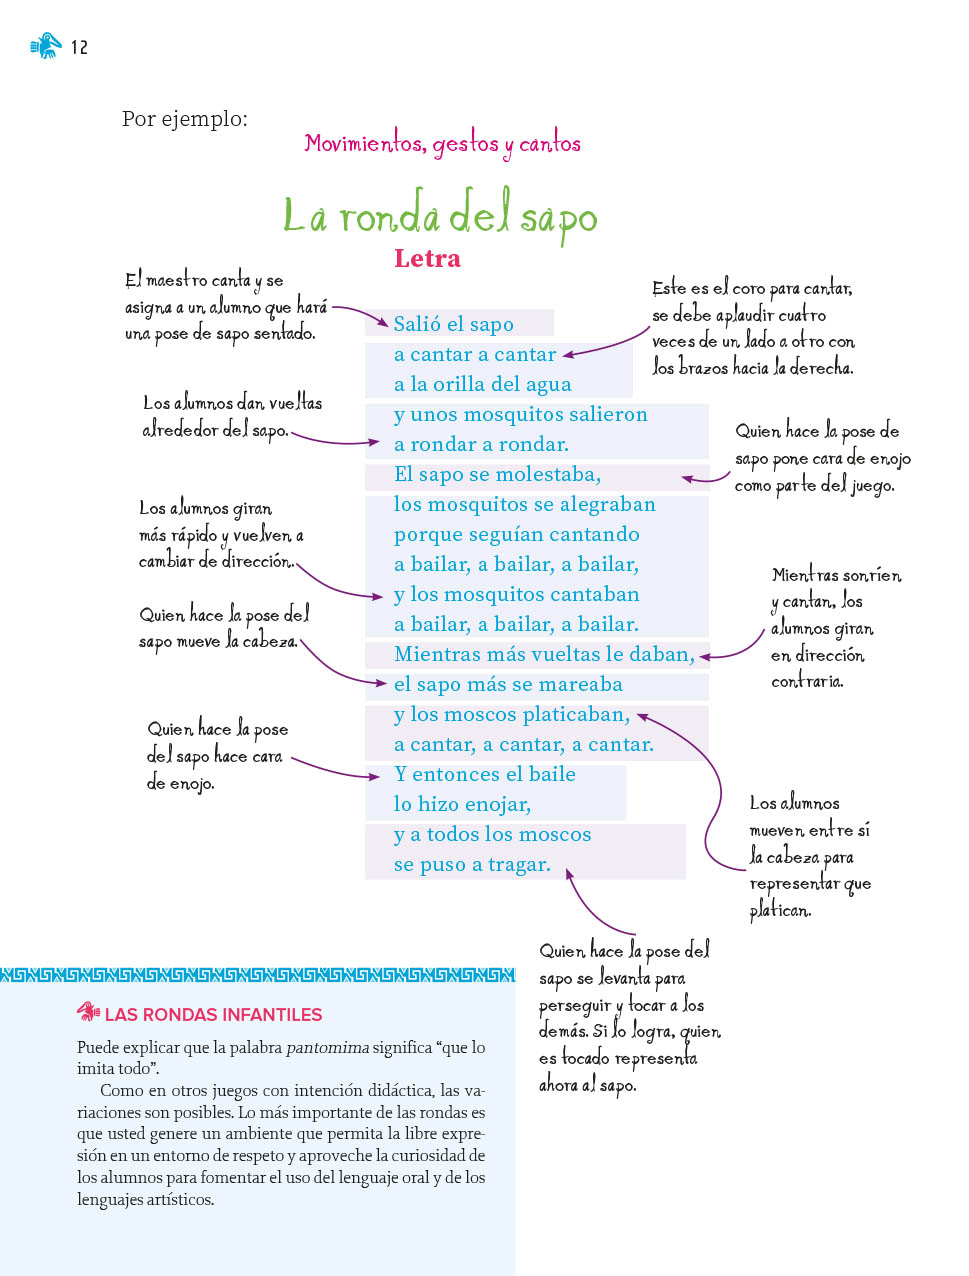 12
Por ejemplo:
Movimientos, gestos y cantos
La ronda del sapo
Letra
El maestro canta y se
asigna a un alumno que hará
una pose de sapo sentado.
Este es el coro para cantar,
se debe aplaudir cuatro
veces de un lado a otro con
los brazos hacia la derecha.
Los alumnos dan vueltas
alrededor del sapo.
Quien hace la pose de
sapo pone cara de enojo
como parte del juego.
Los alumnos giran
más rápido y vuelven a
cambiar de dirección.
Mientras sonríen
y cantan, los
alumnos giran
en dirección
contraria.
Quien hace la pose del
sapo mueve la cabeza.
Quien hace la pose
del sapo hace cara
de enojo.
Los alumnos
mueven entre sí
la cabeza para
representar que
platican.
Quien hace la pose del
sapo se levanta para
perseguir y tocar a los
demás. Si lo logra, quien
es tocado representa
ahora al sapo.
Salió el sapo
a cantar a cantar
a la orilla del agua
y unos mosquitos salieron
a rondar a rondar.
El sapo se molestaba,
los mosquitos se alegraban
porque seguían cantando
a bailar, a bailar, a bailar,
y los mosquitos cantaban
a bailar, a bailar, a bailar.
Mientras más vueltas le daban,
el sapo más se mareaba
y los moscos platicaban,
a cantar, a cantar, a cantar.
Y entonces el baile
lo hizo enojar,
y a todos los moscos
se puso a tragar.
LAS RONDAS INFANTILES
Puede explicar que la palabra pantomima significa “que lo
imita todo”.
Como en otros juegos con intención didáctica, las va-
riaciones son posibles. Lo más importante de las rondas es
que usted genere un ambiente que permita la libre expre-
sión en un entorno de respeto y aproveche la curiosidad de
los alumnos para fomentar el uso del lenguaje oral y de los
lenguajes artísticos.